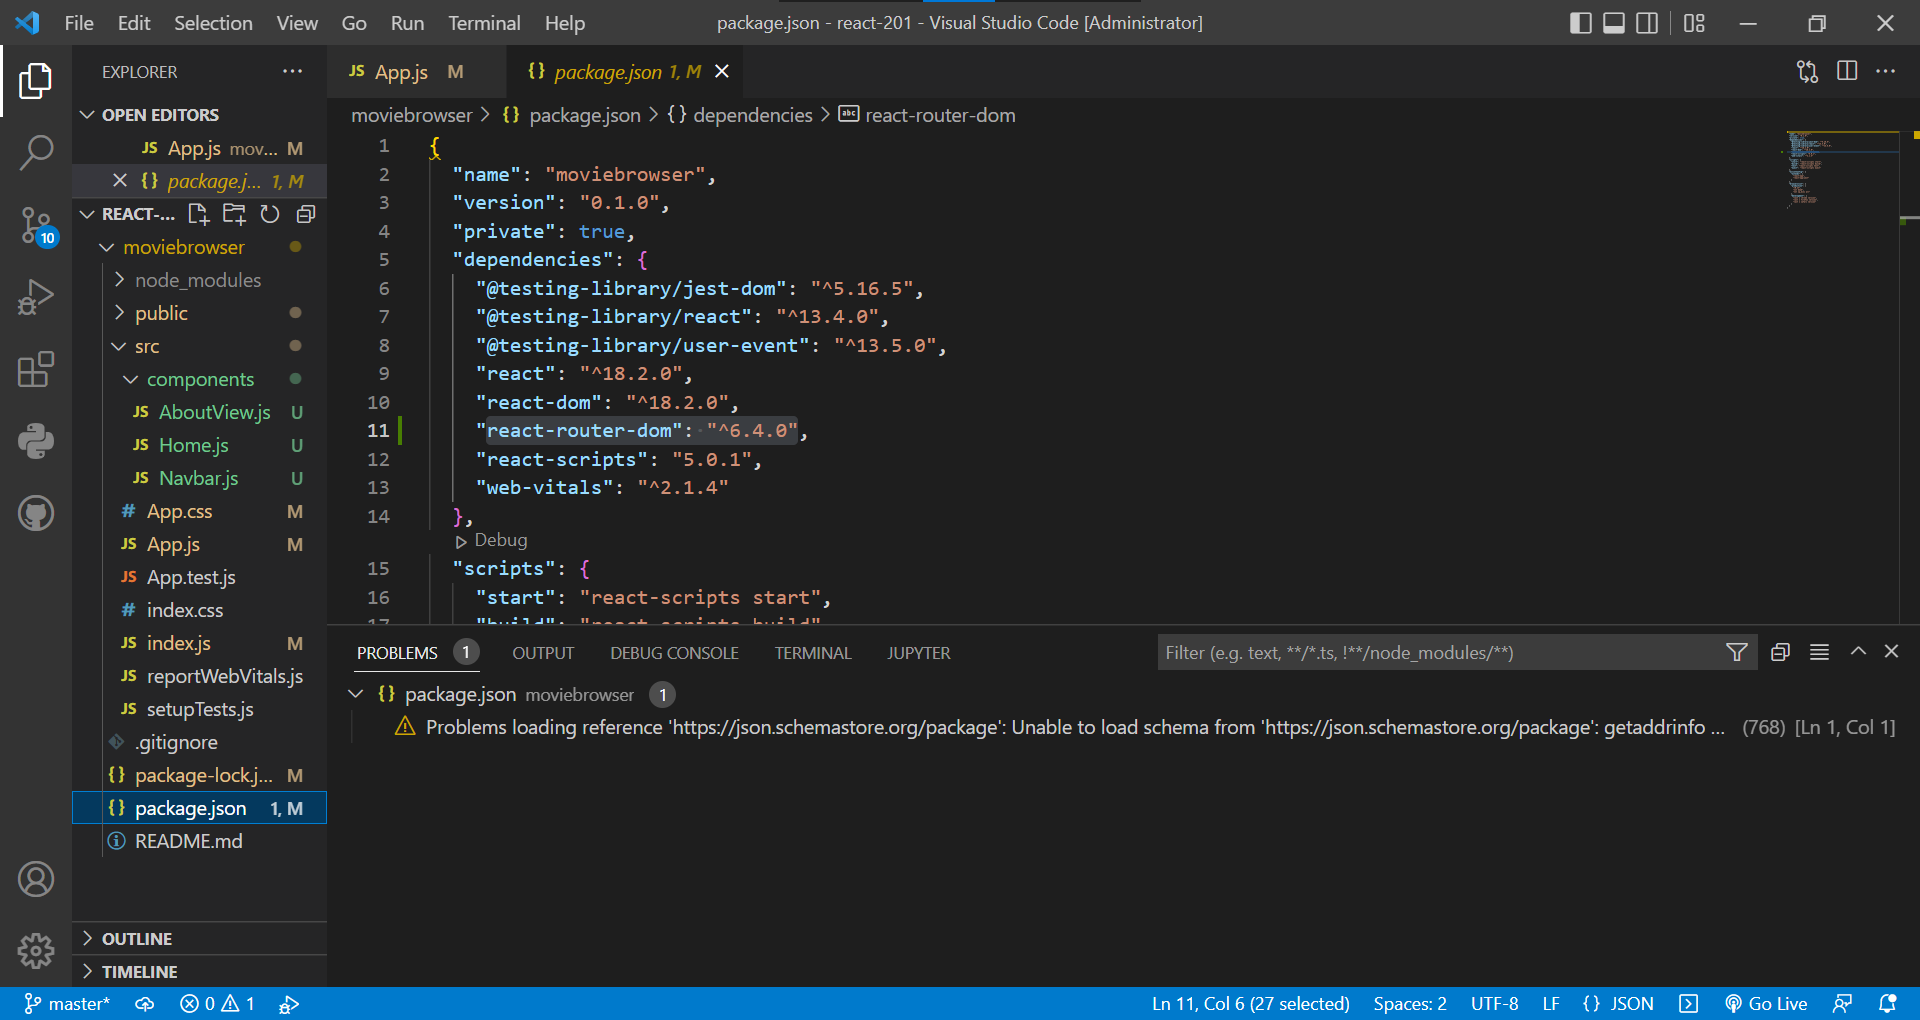 File Edit Selection View Go Run Terminal Help
package.json - react-201 - Visual Studio Code [Administrator]
EXPLORER
OPEN EDITORS
JS App.js mov... M
{} package.j... 1, M
REACT-...
moviebrowser
node_modules
public
src
components
JS AboutView.js U
JS Home.js U
JS Navbar.js U
# App.css M
JS App.js M
JS App.test.js
# index.css
JS index.js M
JS reportWebVitals.js
JS setupTests.js
.gitignore
{} package-lock.j... M
{} package.json 1, M
README.md
OUTLINE
TIMELINE
10
JS App.js M
{} package.json 1, M
moviebrowser > {} package.json > {} dependencies > abc react-router-dom
1 {
2 "name": "moviebrowser",
3 "version": "0.1.0",
4 "private": true,
5 "dependencies": {
6 "@testing-library/jest-dom": "^5.16.5",
7 "@testing-library/react": "^13.4.0",
8 "@testing-library/user-event": "^13.5.0",
9 "react": "^18.2.0",
10 "react-dom": "^18.2.0",
11 "react-router-dom": "^6.4.0",
12 "react-scripts": "5.0.1",
13 "web-vitals": "^2.1.4"
14 },
Debug
15 "scripts": {
16 "start": "react-scripts start",
17 "build": "react-scripts build"
PROBLEMS 1 OUTPUT DEBUG CONSOLE TERMINAL JUPYTER
Filter (e.g. text, **/*.ts, !**/node_modules/**)
{} package.json moviebrowser 1
Problems loading reference 'https://json.schemastore.org/package': Unable to load schema from 'https://json.schemastore.org/package': getaddrinfo ... (768) [Ln 1, Col 1]
master* 0 1
Ln 11, Col 6 (27 selected) Spaces: 2 UTF-8 LF {} JSON Go Live